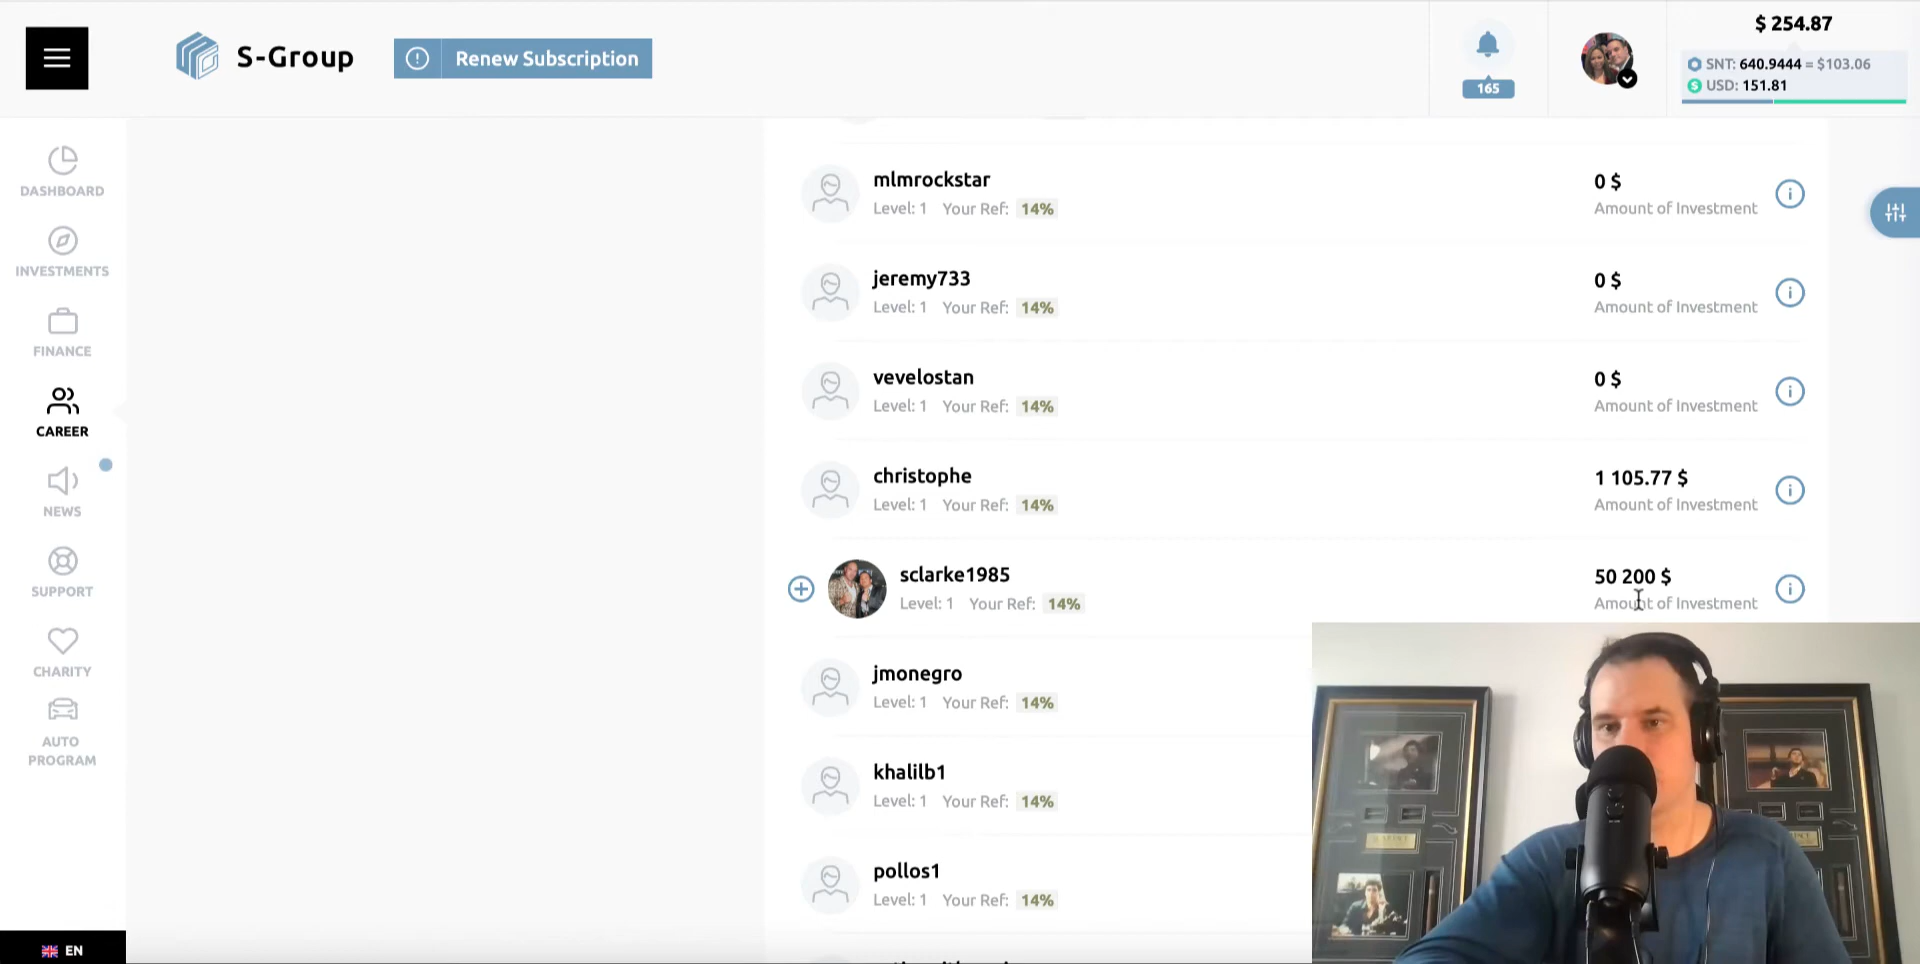 S-Group
Renew Subscription
165
$ 254.87
SNT: 640.9444 = $103.06
USD: 151.81
DASHBOARD
INVESTMENTS
FINANCE
CAREER
NEWS
SUPPORT
CHARITY
AUTO
PROGRAM
EN
mlmrockstar
Level: 1 Your Ref: 14%
0 $
Amount of Investment
jeremy733
Level: 1 Your Ref: 14%
0 $
Amount of Investment
vevelostan
Level: 1 Your Ref: 14%
0 $
Amount of Investment
christophe
Level: 1 Your Ref: 14%
1 105.77 $
Amount of Investment
sclarke1985
Level: 1 Your Ref: 14%
50 200 $
Amount of Investment
jmonegro
Level: 1 Your Ref: 14%
khalilb1
Level: 1 Your Ref: 14%
pollos1
Level: 1 Your Ref: 14%